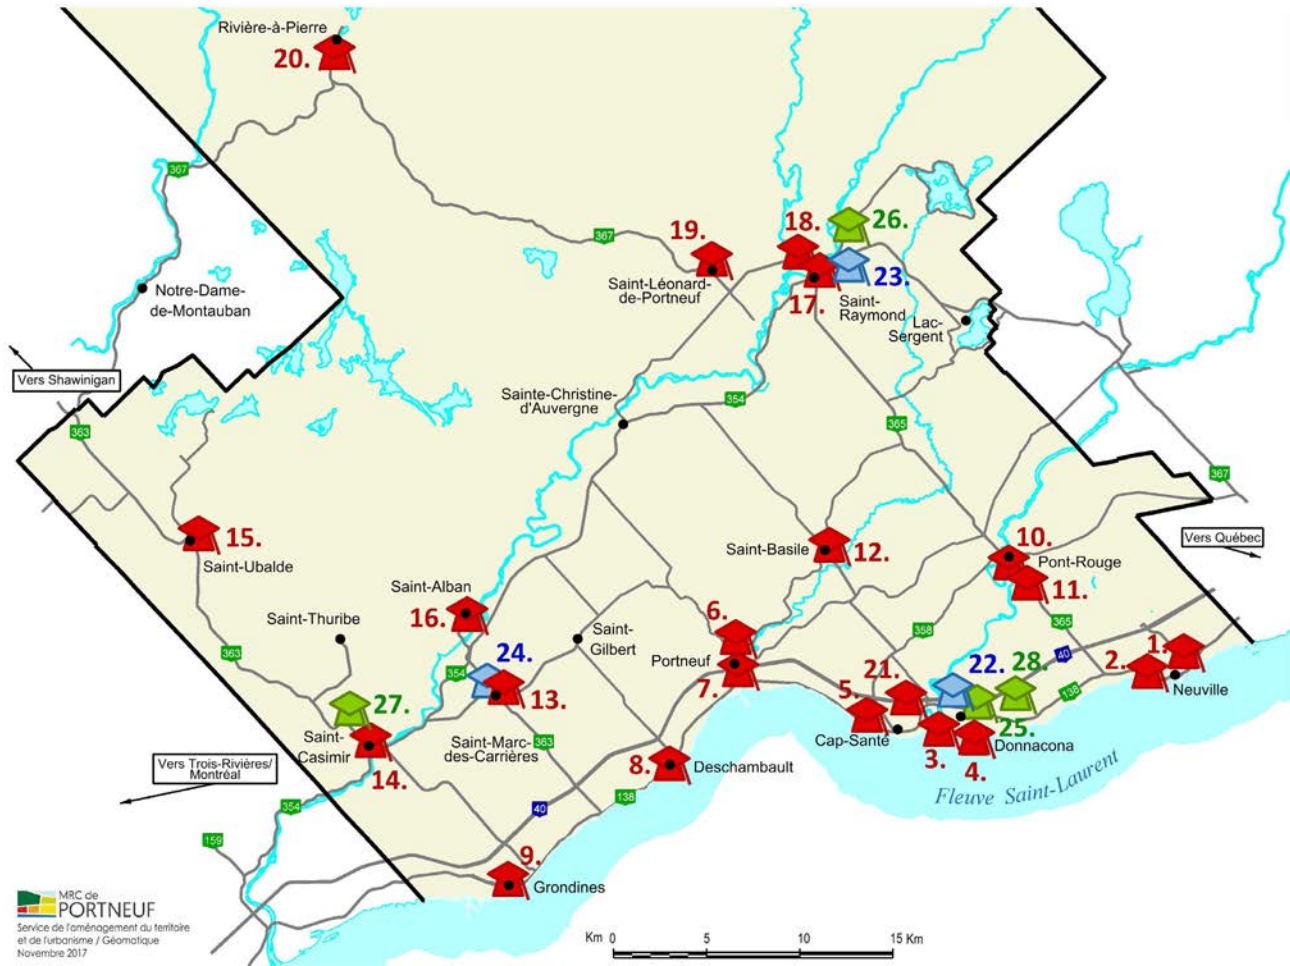 Rivière-à-Pierre
20.
367
Notre-Dame-
de-Montauban
Vers Shawinigan
363
367
19.
Saint-Léonard-
de-Portneuf
18.
26.
23.
17.
Saint-
Raymond
Lac-
Sergent
Sainte-Christine-
d'Auvergne
354
365
367
Vers Québec
15.
Saint-Ubalde
Saint-Basile
12.
10.
Pont-Rouge
11.
Saint-Alban
16.
Saint-Thuribe
Saint-
Gilbert
6.
358
365
1.
363
354
24.
Portneuf
7.
5.
21.
22.
28.
40
2.
138
Neuville
27.
13.
Saint-
Casimir
Saint-Marc-
des-Carrières
363
Cap-Santé
3.
4.
25.
Donnacona
14.
8.
Deschambault
Fleuve Saint-Laurent
Vers Trois-Rivières/
Montréal
354
40
138
159
9.
Grondines
MRC de
PORTNEUF
Service de l'aménagement du territoire
et de l'urbanisme / Géomatique
Novembre 2017
Km 0 5 10 15 Km